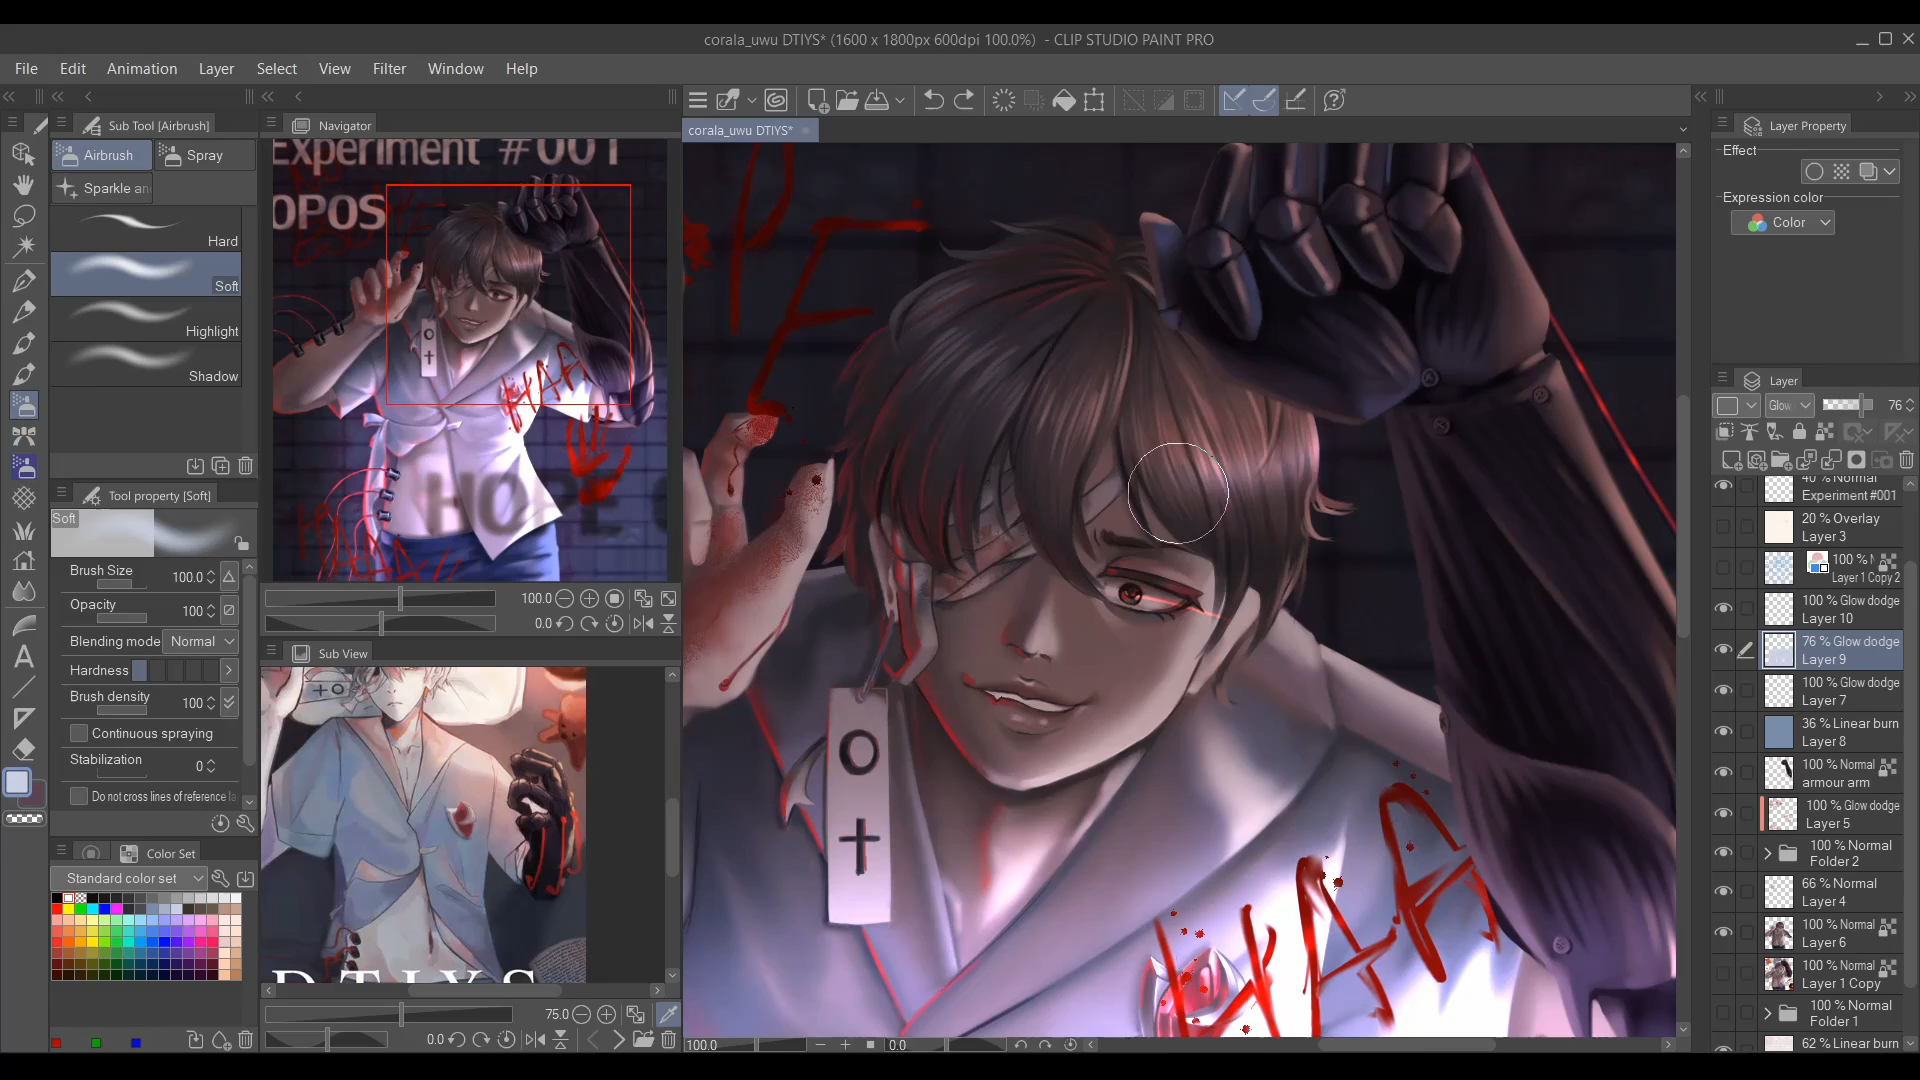 corala_uwu DTIYS* (1600 x 1800px 600dpi 100.0%) - CLIP STUDIO PAINT PRO
File Edit Animation Layer Select View Filter Window Help
Sub Tool [Airbrush]
Airbrush
Spray
Sparkle an
Hard
Soft
Highlight
Shadow
Tool property [Soft]
Soft
Brush Size 100.0
Opacity 100
Blending mode Normal
Hardness
Brush density 100
Continuous spraying
Stabilization 0
Do not cross lines of reference la
Color Set
Standard color set
Navigator
Experiment #001
OPOS
HAA
HOPE
100.0
0.0
Sub View
DTIYS
75.0
0.0
corala_uwu DTIYS*
PE
O
HAA
100.0
0.0
Layer Property
Effect
Expression color
Color
Layer
Glow
76
40 % Normal
Experiment #001
20 % Overlay
Layer 3
100 %
Layer 1 Copy 2
100 % Glow dodge
Layer 10
76 % Glow dodge
Layer 9
100 % Glow dodge
Layer 7
36 % Linear burn
Layer 8
100 % Normal
armour arm
100 % Glow dodge
Layer 5
100 % Normal
Folder 2
66 % Normal
Layer 4
100 % Normal
Layer 6
100 % Normal
Layer 1 Copy
100 % Normal
Folder 1
62 % Linear burn